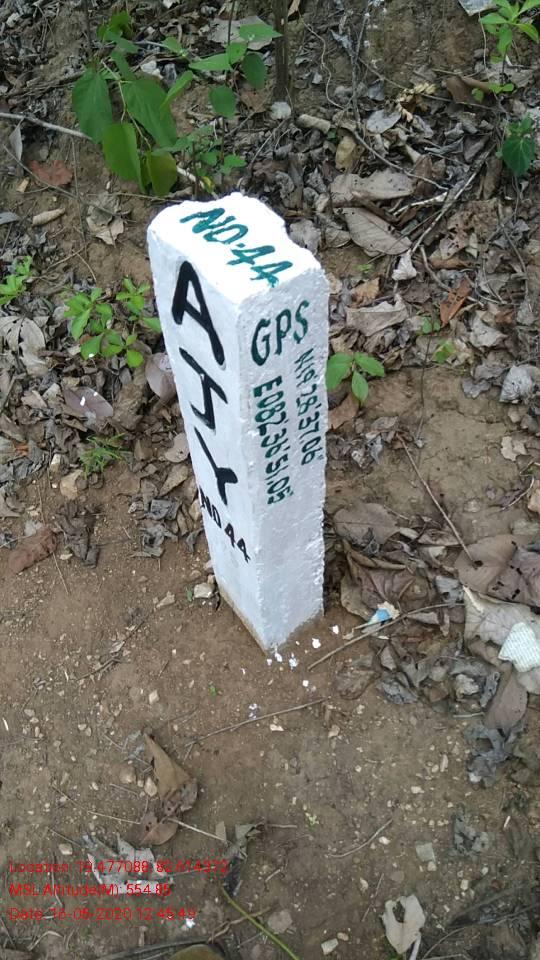 NO-44
AJY
NO 44
GPS
N19.28.37.06
E082.36.51.05
Location: 19.477088, 82.614372
MSL Altitude(M): 554.85
Date: 16-06-2020 12:45:49